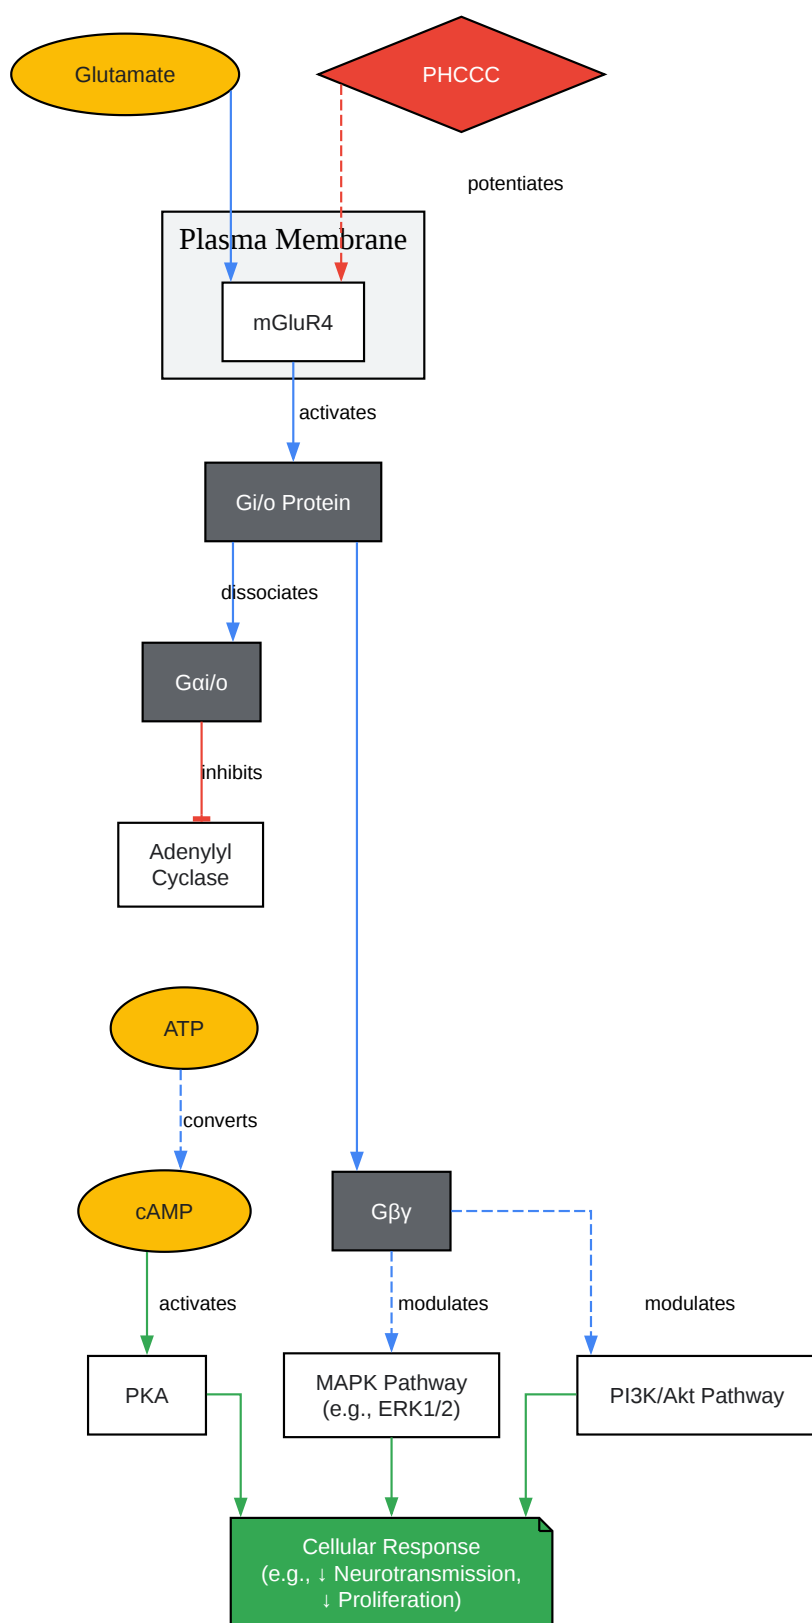 Glutamate
PHCCC
potentiates
Plasma Membrane
mGluR4
activates
Gi/o Protein
dissociates
Gαi/o
inhibits
Adenylyl
Cyclase
ATP
converts
cAMP
Gβγ
activates
modulates
modulates
PKA
MAPK Pathway
(e.g., ERK1/2)
PI3K/Akt Pathway
Cellular Response
(e.g., ↓ Neurotransmission,
↓ Proliferation)